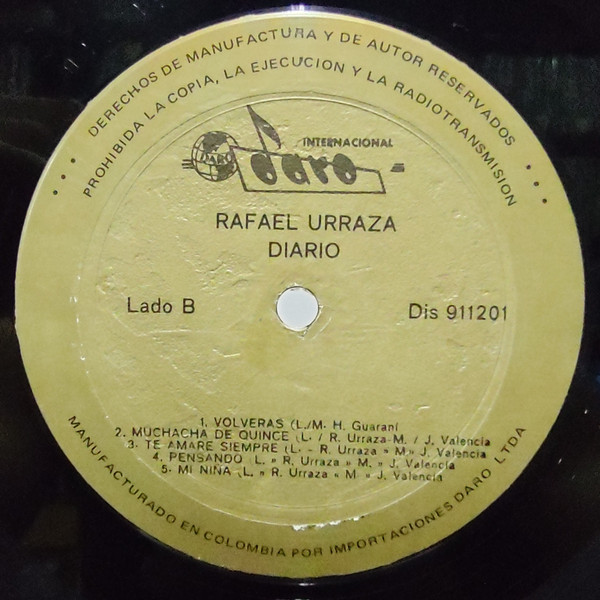 DERECHOS DE MANUFACTURA Y DE AUTOR RESERVADOS
PROHIBIDA LA COPIA, LA EJECUCION Y LA RADIOTRANSMISION
INTERNACIONAL
DARO
daro
RAFAEL URRAZA
DIARIO
Lado B
Dis 911201
1. VOLVERAS (L./M. H. Guarani
2. MUCHACHA DE QUINCE (L. / R. Urraza-M. / J. Valencia
3- TE AMARE SIEMPRE (L. - R. Urraza » M» J. Valencia
4. PENSANDO (L. » R. Urraza » M. » J. Valencia
5- MI NIÑA (L. » R. Urraza « M » J. Valencia
MANUFACTURADO EN COLOMBIA POR IMPORTACIONES DARO LTDA